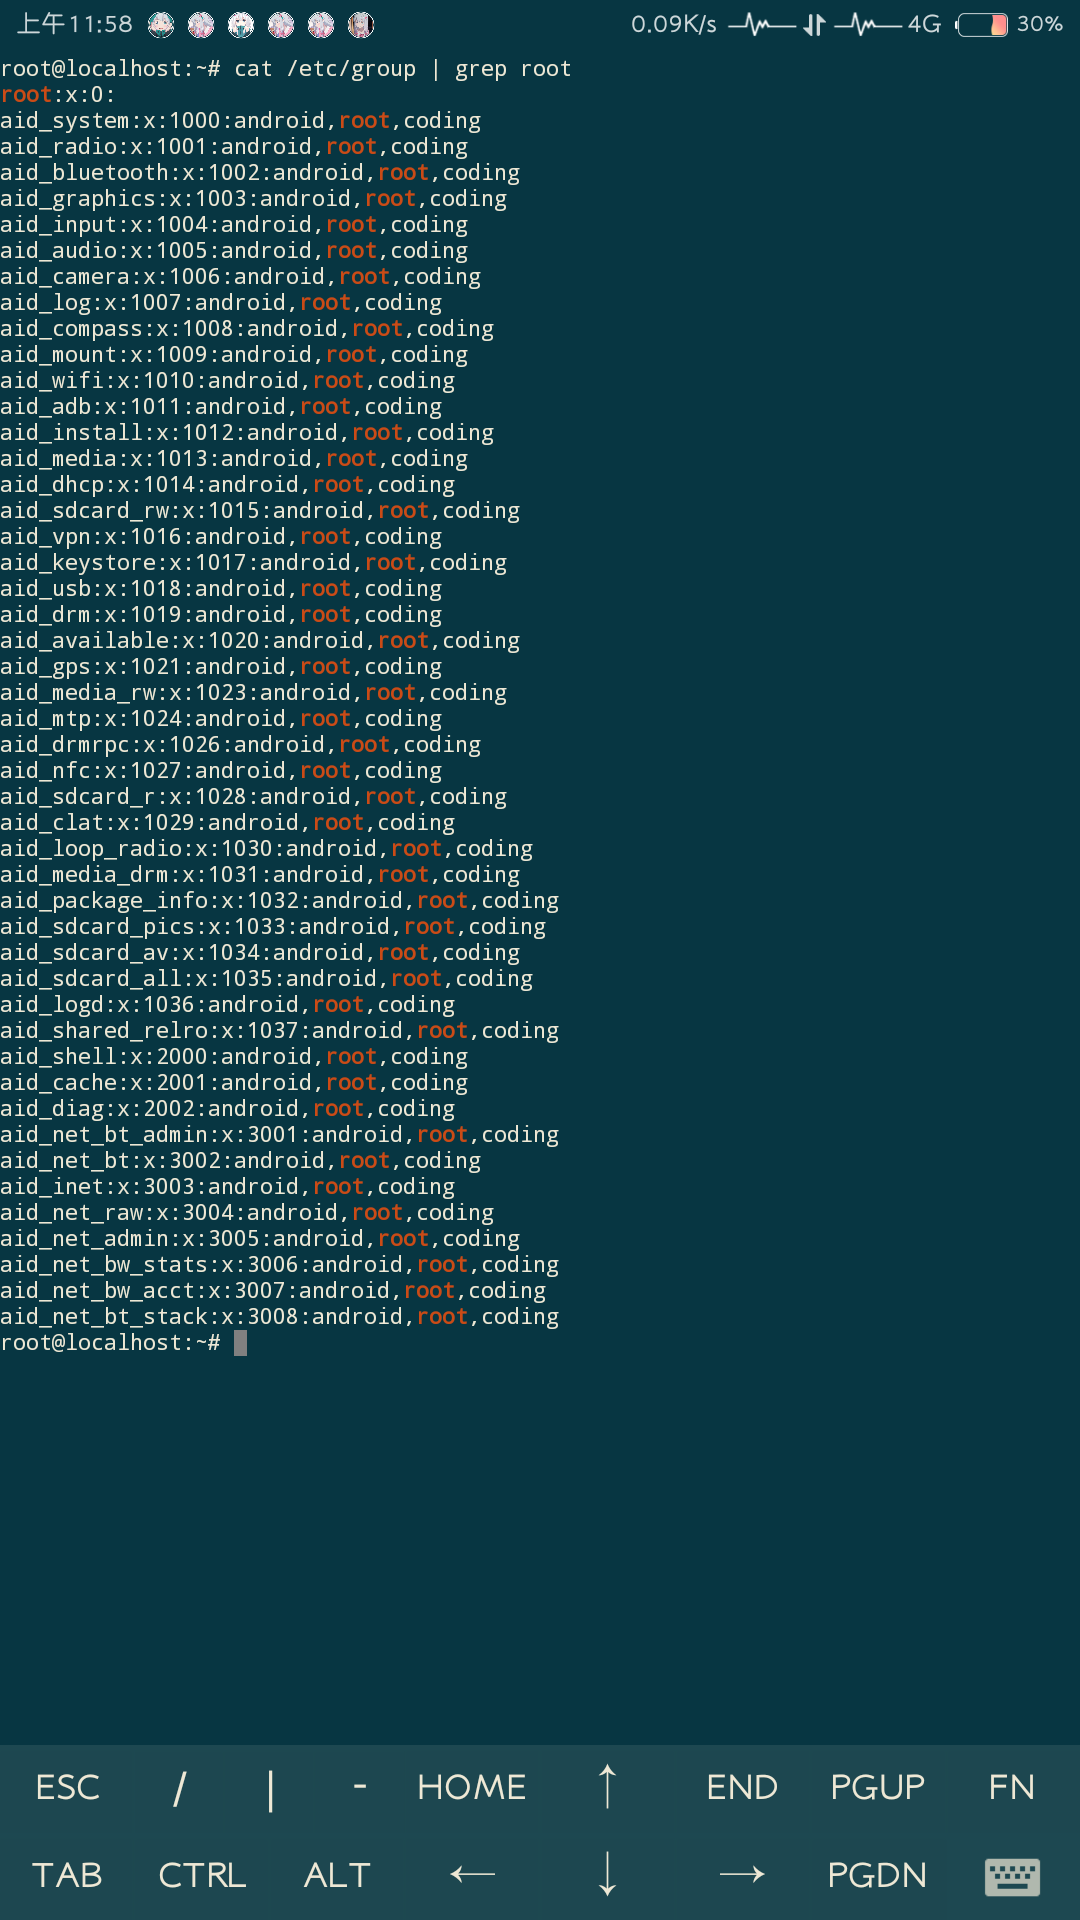 上午11:58 0.09K/s 4G 30%
root@localhost:~# cat /etc/group | grep root
root:x:0:
aid_system:x:1000:android,root,coding
aid_radio:x:1001:android,root,coding
aid_bluetooth:x:1002:android,root,coding
aid_graphics:x:1003:android,root,coding
aid_input:x:1004:android,root,coding
aid_audio:x:1005:android,root,coding
aid_camera:x:1006:android,root,coding
aid_log:x:1007:android,root,coding
aid_compass:x:1008:android,root,coding
aid_mount:x:1009:android,root,coding
aid_wifi:x:1010:android,root,coding
aid_adb:x:1011:android,root,coding
aid_install:x:1012:android,root,coding
aid_media:x:1013:android,root,coding
aid_dhcp:x:1014:android,root,coding
aid_sdcard_rw:x:1015:android,root,coding
aid_vpn:x:1016:android,root,coding
aid_keystore:x:1017:android,root,coding
aid_usb:x:1018:android,root,coding
aid_drm:x:1019:android,root,coding
aid_available:x:1020:android,root,coding
aid_gps:x:1021:android,root,coding
aid_media_rw:x:1023:android,root,coding
aid_mtp:x:1024:android,root,coding
aid_drmrpc:x:1026:android,root,coding
aid_nfc:x:1027:android,root,coding
aid_sdcard_r:x:1028:android,root,coding
aid_clat:x:1029:android,root,coding
aid_loop_radio:x:1030:android,root,coding
aid_media_drm:x:1031:android,root,coding
aid_package_info:x:1032:android,root,coding
aid_sdcard_pics:x:1033:android,root,coding
aid_sdcard_av:x:1034:android,root,coding
aid_sdcard_all:x:1035:android,root,coding
aid_logd:x:1036:android,root,coding
aid_shared_relro:x:1037:android,root,coding
aid_shell:x:2000:android,root,coding
aid_cache:x:2001:android,root,coding
aid_diag:x:2002:android,root,coding
aid_net_bt_admin:x:3001:android,root,coding
aid_net_bt:x:3002:android,root,coding
aid_inet:x:3003:android,root,coding
aid_net_raw:x:3004:android,root,coding
aid_net_admin:x:3005:android,root,coding
aid_net_bw_stats:x:3006:android,root,coding
aid_net_bw_acct:x:3007:android,root,coding
aid_net_bt_stack:x:3008:android,root,coding
root@localhost:~#
ESC / | - HOME ↑ END PGUP FN
TAB CTRL ALT ← ↓ → PGDN